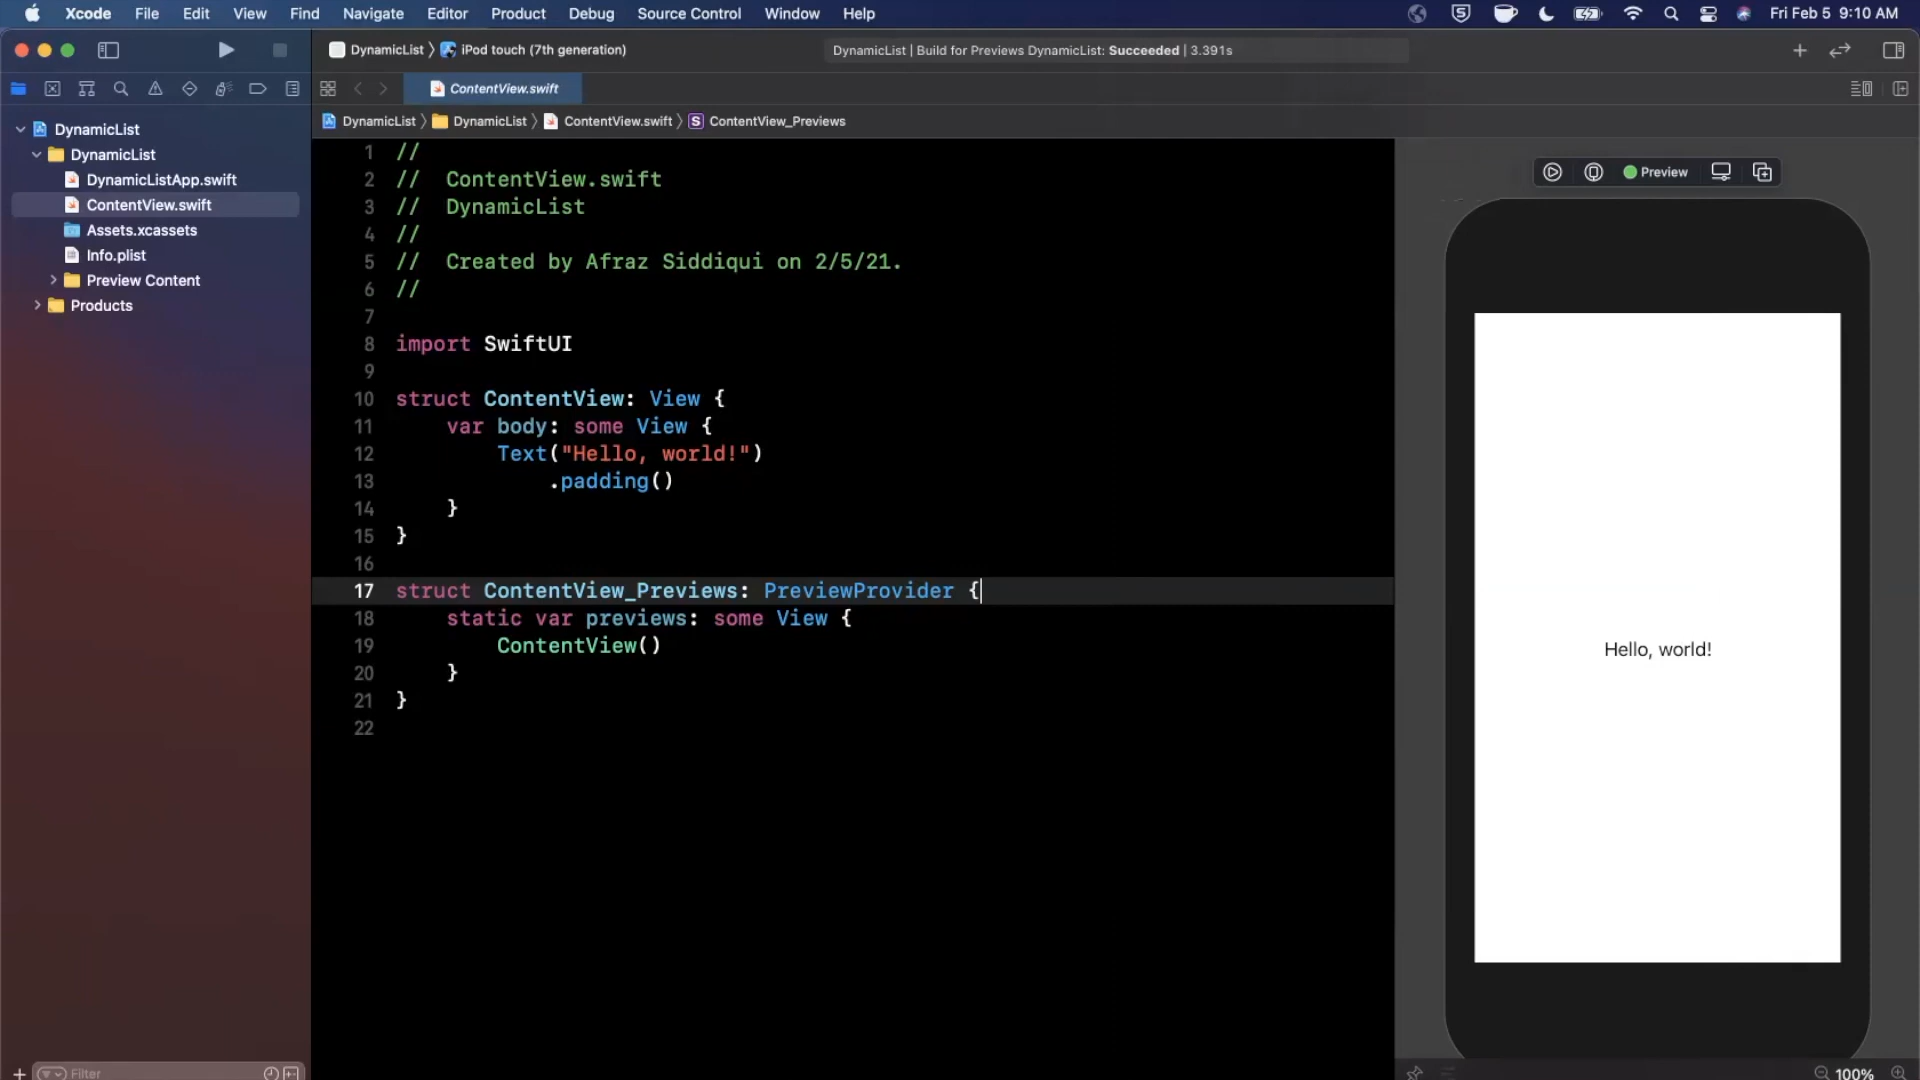 Xcode File Edit View Find Navigate Editor Product Debug Source Control Window Help Fri Feb 5 9:10 AM
DynamicList iPod touch (7th generation) DynamicList | Build for Previews DynamicList: Succeeded | 3.391s
ContentView.swift
DynamicList DynamicList ContentView.swift S ContentView_Previews
DynamicList
DynamicList
DynamicListApp.swift
ContentView.swift
Assets.xcassets
Info.plist
Preview Content
Products
Filter
1 //
2 //  ContentView.swift
3 //  DynamicList
4 //
5 //  Created by Afraz Siddiqui on 2/5/21.
6 //
7
8 import SwiftUI
9
10 struct ContentView: View {
11     var body: some View {
12         Text("Hello, world!")
13             .padding()
14     }
15 }
16
17 struct ContentView_Previews: PreviewProvider {
18     static var previews: some View {
19         ContentView()
20     }
21 }
22
Preview
Hello, world!
100%